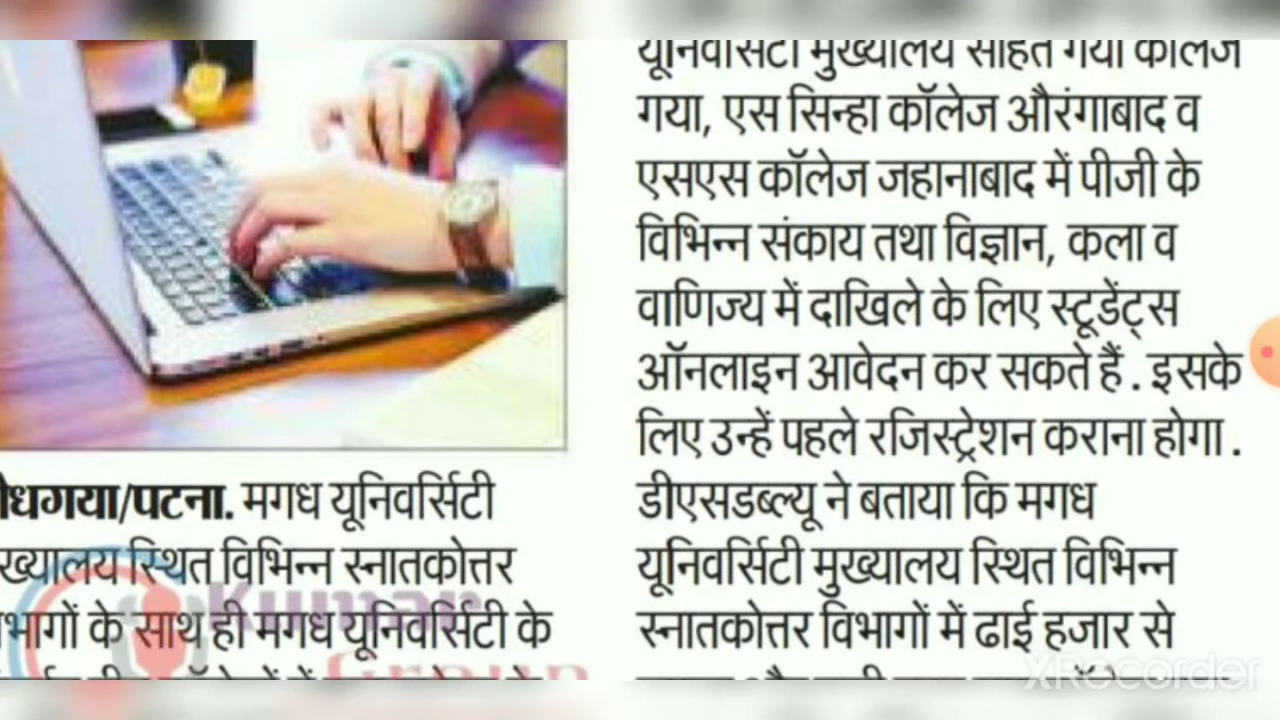 बोधगया/पटना. मगध यूनिवर्सिटी
मुख्यालय स्थित विभिन्न स्नातकोत्तर
विभागों के साथ ही मगध यूनिवर्सिटी के
यूनिवर्सिटी मुख्यालय सहित गया कॉलेज
गया, एस सिन्हा कॉलेज औरंगाबाद व
एसएस कॉलेज जहानाबाद में पीजी के
विभिन्न संकाय तथा विज्ञान, कला व
वाणिज्य में दाखिले के लिए स्टूडेंट्स
ऑनलाइन आवेदन कर सकते हैं . इसके
लिए उन्हें पहले रजिस्ट्रेशन कराना होगा .
डीएसडब्ल्यू ने बताया कि मगध
यूनिवर्सिटी मुख्यालय स्थित विभिन्न
स्नातकोत्तर विभागों में ढाई हजार से
Kumar
Group
XRecorder